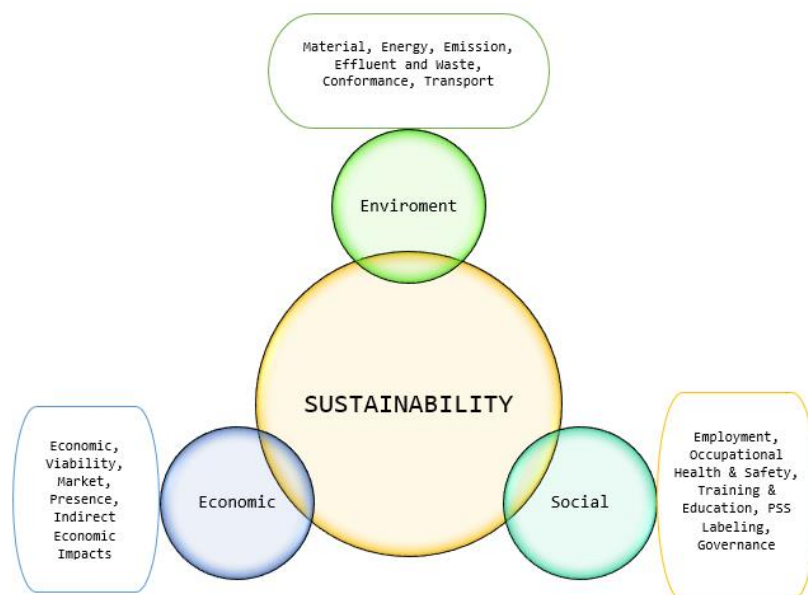 Material, Energy, Emission,
Effluent and Waste,
Conformance, Transport
Enviroment
SUSTAINABILITY
Economic,
Viability,
Market,
Presence,
Indirect
Economic
Impacts
Economic
Social
Employment,
Occupational
Health & Safety,
Training &
Education, PSS
Labeling,
Governance